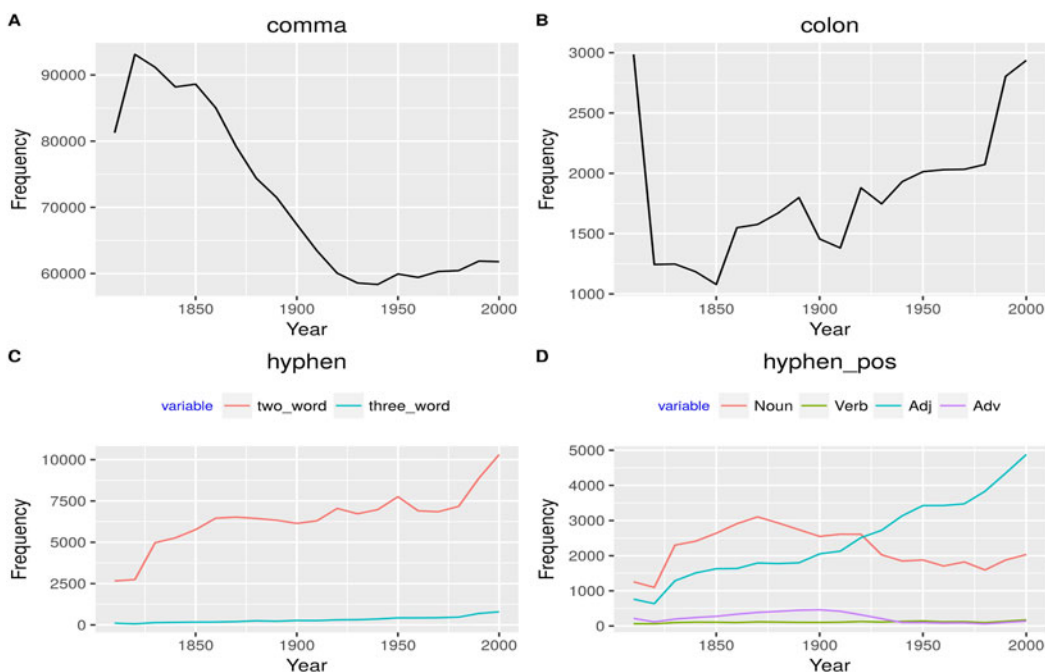 A
comma
Frequency
90000
80000
70000
60000
1850 1900 1950 2000
Year
B
colon
Frequency
3000
2500
2000
1500
1000
1850 1900 1950 2000
Year
C
hyphen
variable two_word three_word
Frequency
10000
7500
5000
2500
0
1850 1900 1950 2000
Year
D
hyphen_pos
variable Noun Verb Adj Adv
Frequency
5000
4000
3000
2000
1000
0
1850 1900 1950 2000
Year